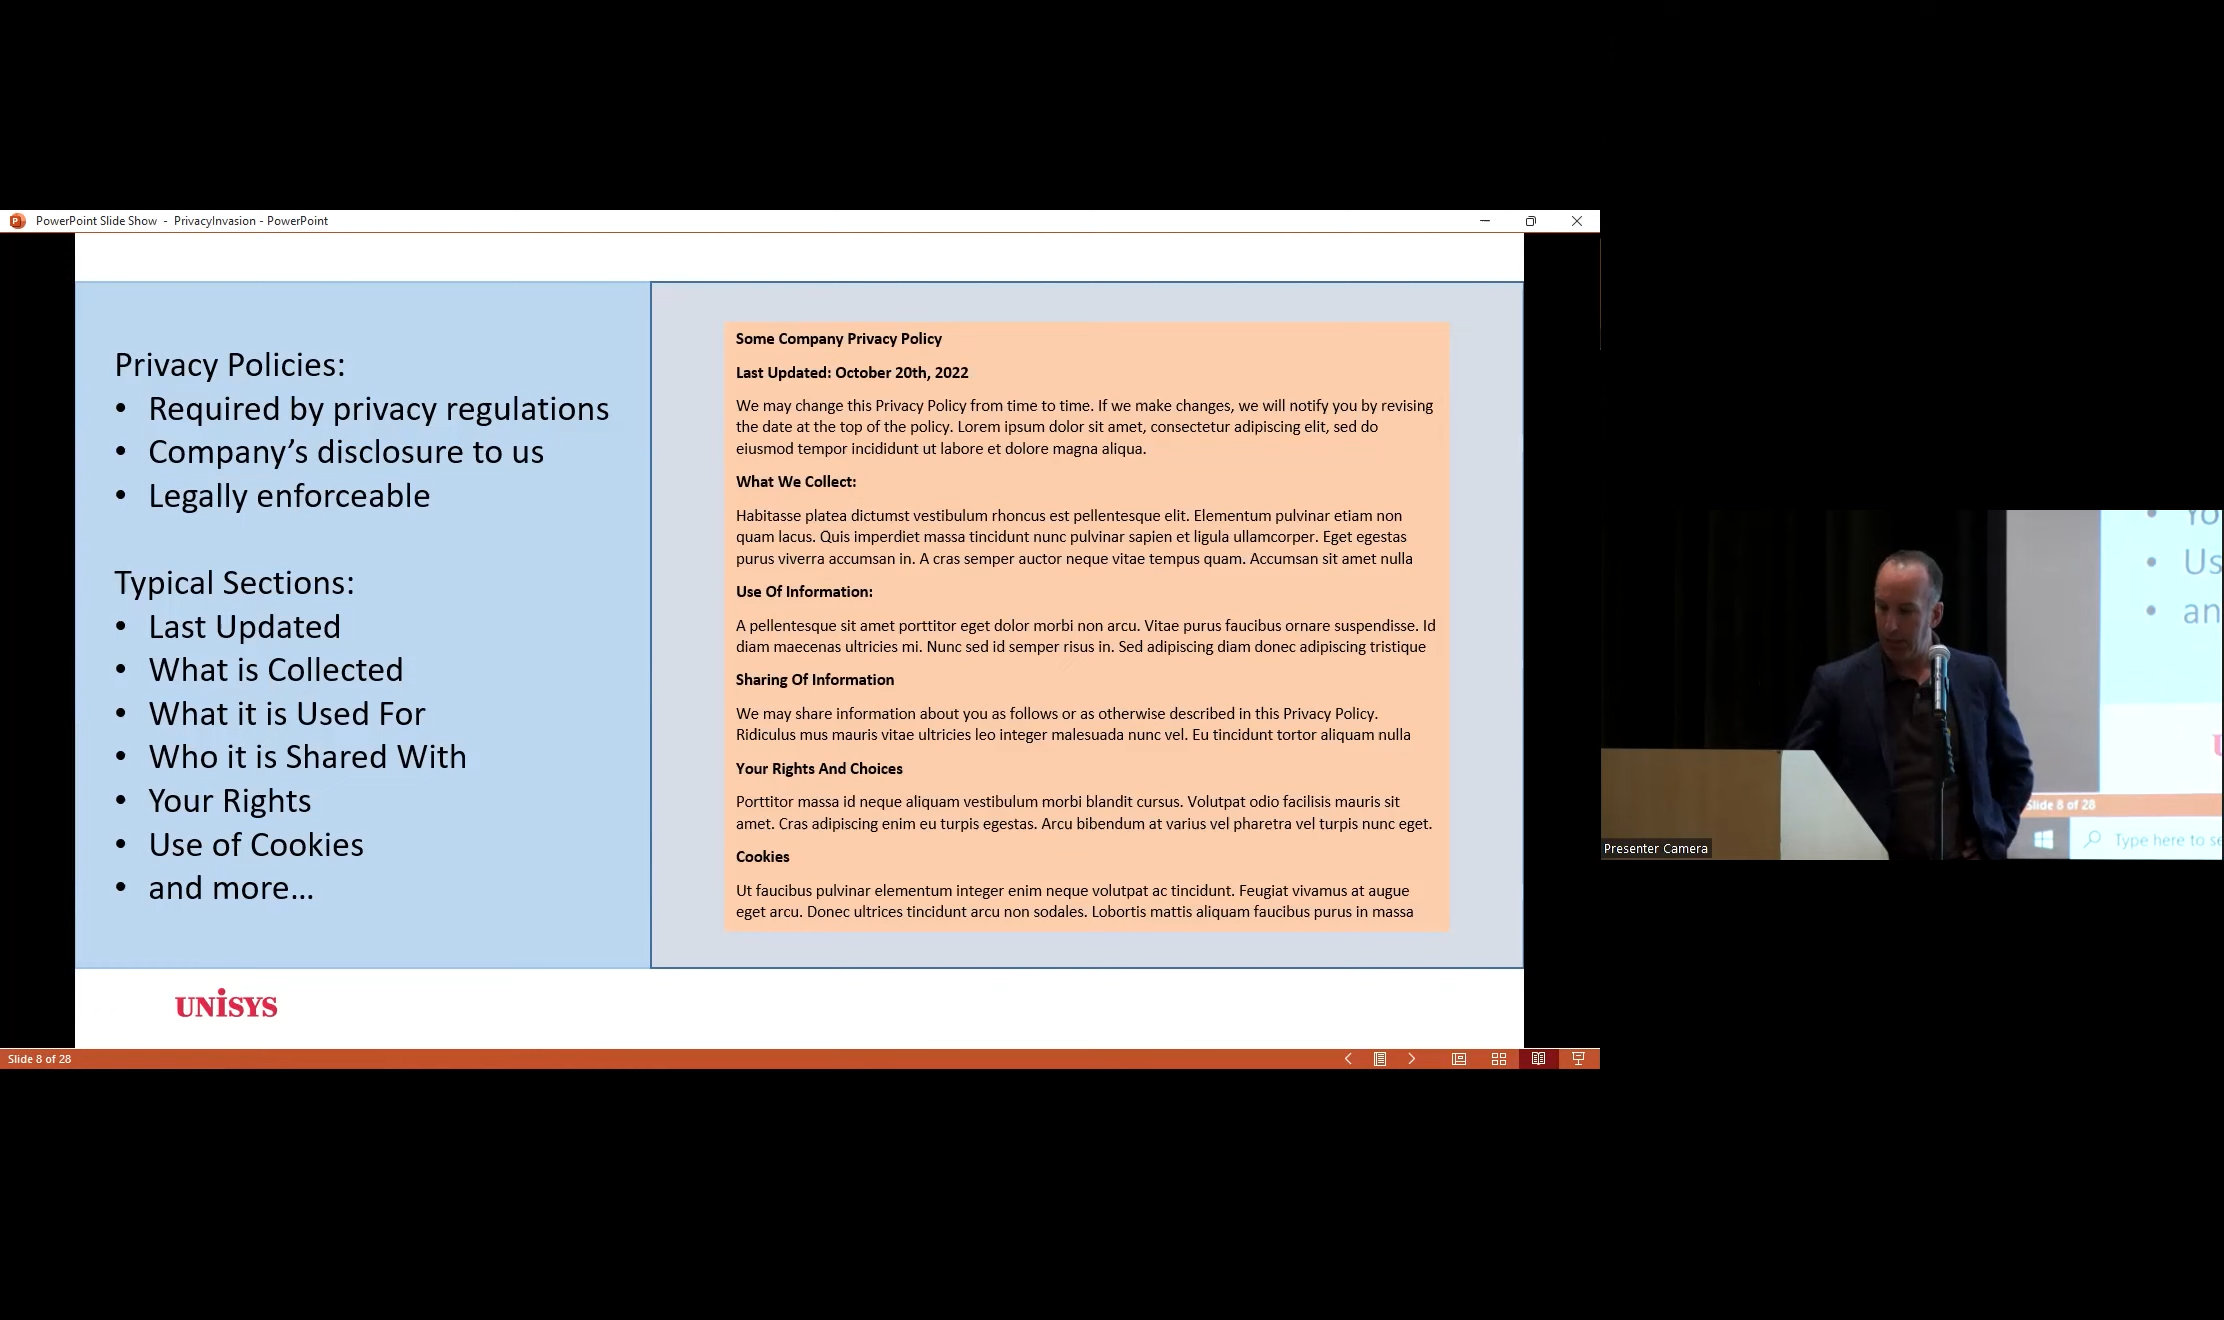 PowerPoint Slide Show - PrivacyInvasion - PowerPoint
Privacy Policies:
• Required by privacy regulations
• Company’s disclosure to us
• Legally enforceable
Typical Sections:
• Last Updated
• What is Collected
• What it is Used For
• Who it is Shared With
• Your Rights
• Use of Cookies
• and more…
Some Company Privacy Policy
Last Updated: October 20th, 2022
We may change this Privacy Policy from time to time. If we make changes, we will notify you by revising
the date at the top of the policy. Lorem ipsum dolor sit amet, consectetur adipiscing elit, sed do
eiusmod tempor incididunt ut labore et dolore magna aliqua.
What We Collect:
Habitasse platea dictumst vestibulum rhoncus est pellentesque elit. Elementum pulvinar etiam non
quam lacus. Quis imperdiet massa tincidunt nunc pulvinar sapien et ligula ullamcorper. Eget egestas
purus viverra accumsan in. A cras semper auctor neque vitae tempus quam. Accumsan sit amet nulla
Use Of Information:
A pellentesque sit amet porttitor eget dolor morbi non arcu. Vitae purus faucibus ornare suspendisse. Id
diam maecenas ultricies mi. Nunc sed id semper risus in. Sed adipiscing diam donec adipiscing tristique
Sharing Of Information
We may share information about you as follows or as otherwise described in this Privacy Policy.
Ridiculus mus mauris vitae ultricies leo integer malesuada nunc vel. Eu tincidunt tortor aliquam nulla
Your Rights And Choices
Porttitor massa id neque aliquam vestibulum morbi blandit cursus. Volutpat odio facilisis mauris sit
amet. Cras adipiscing enim eu turpis egestas. Arcu bibendum at varius vel pharetra vel turpis nunc eget.
Cookies
Ut faucibus pulvinar elementum integer enim neque volutpat ac tincidunt. Feugiat vivamus at augue
eget arcu. Donec ultrices tincidunt arcu non sodales. Lobortis mattis aliquam faucibus purus in massa
UNiSYS
Slide 8 of 28
• Yo
• Us
• an
Slide 8 of 28
Type here to se
Presenter Camera